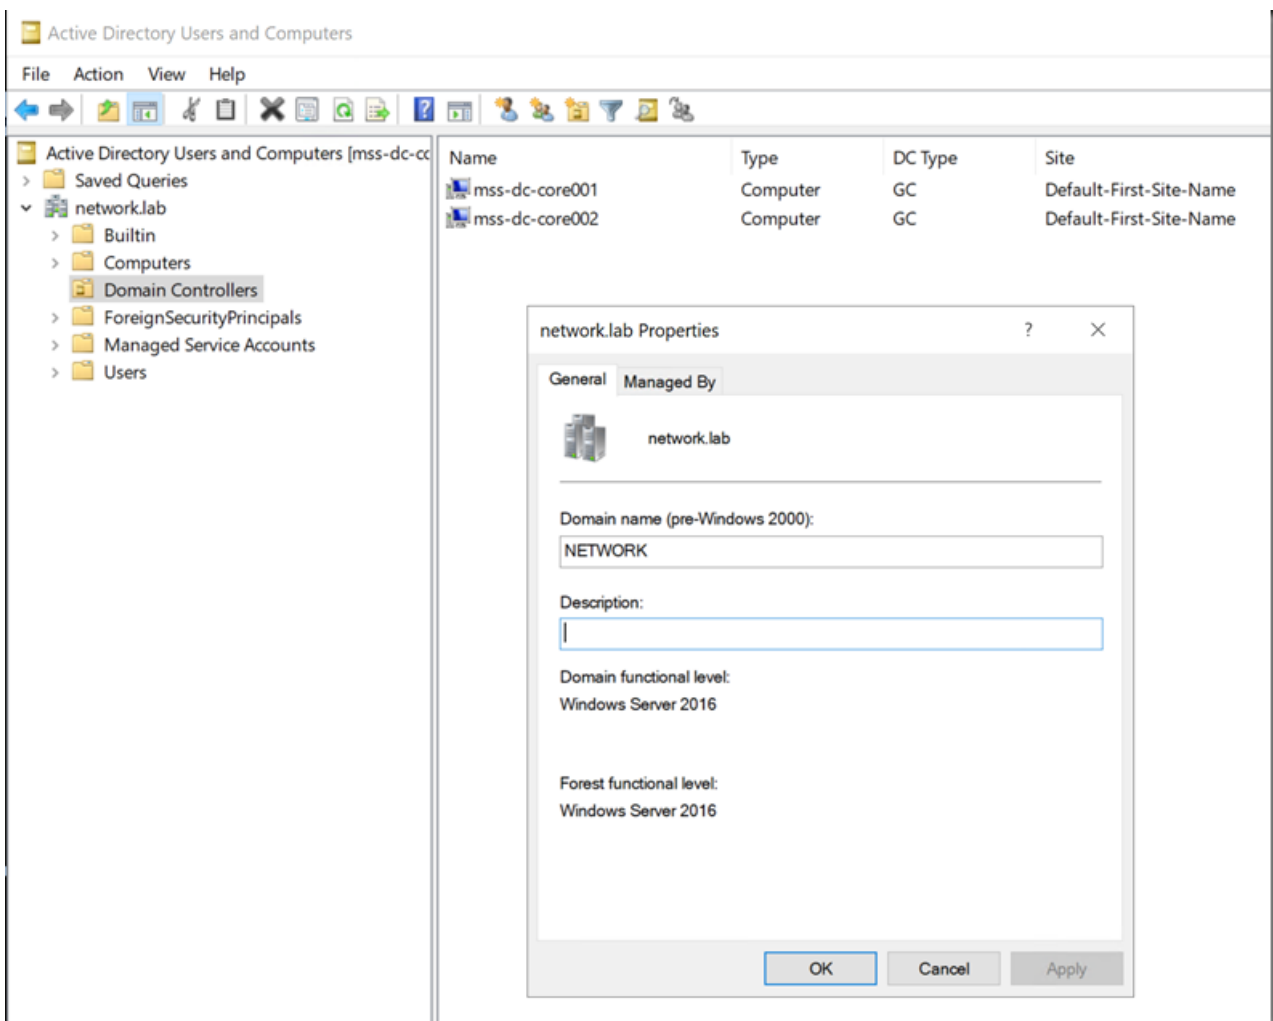 Active Directory Users and Computers
File Action View Help
Active Directory Users and Computers [mss-dc-cc
Saved Queries
network.lab
Builtin
Computers
Domain Controllers
ForeignSecurityPrincipals
Managed Service Accounts
Users
Name Type DC Type Site
mss-dc-core001 Computer GC Default-First-Site-Name
mss-dc-core002 Computer GC Default-First-Site-Name
network.lab Properties ? ×
General Managed By
network.lab
Domain name (pre-Windows 2000):
NETWORK
Description:
Domain functional level:
Windows Server 2016
Forest functional level:
Windows Server 2016
OK Cancel Apply